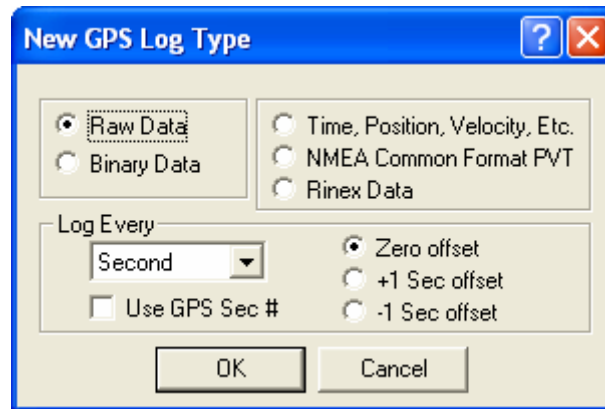 New GPS Log Type
?
Raw Data
Binary Data
Time, Position, Velocity, Etc.
NMEA Common Format PVT
Rinex Data
Log Every
Second
Use GPS Sec #
Zero offset
+1 Sec offset
-1 Sec offset
OK
Cancel